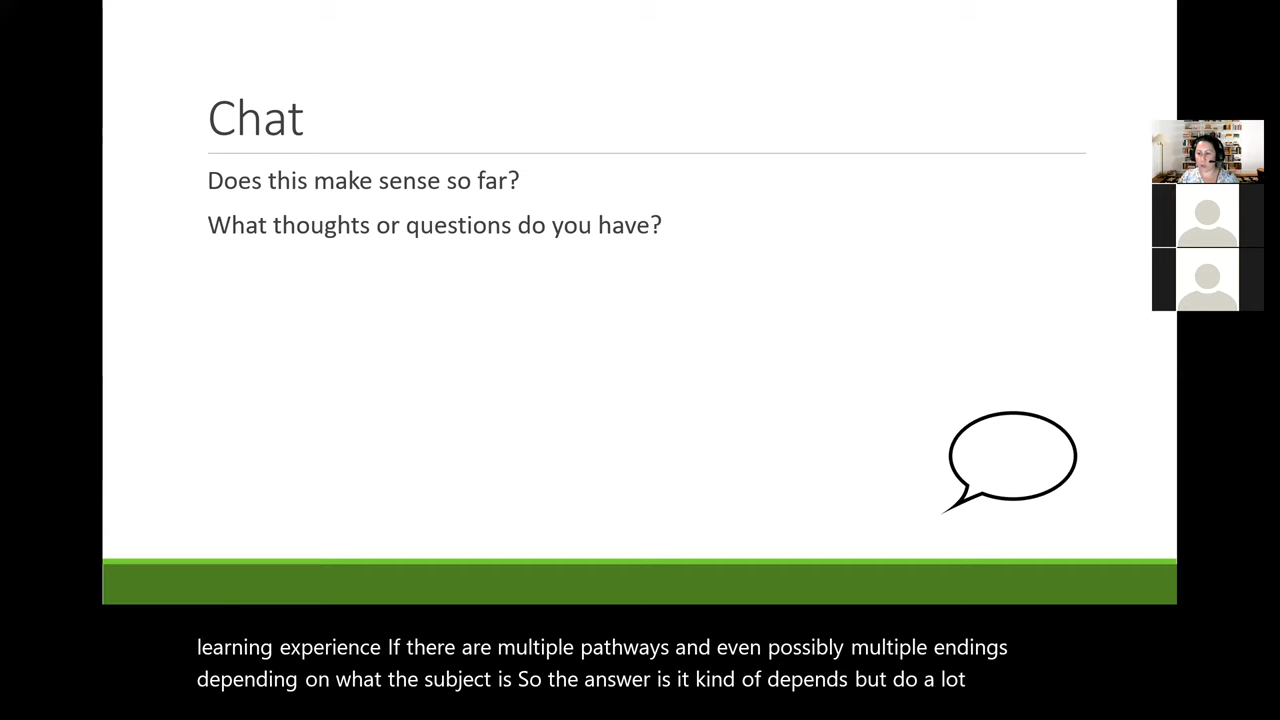 Chat
Does this make sense so far?
What thoughts or questions do you have?
learning experience If there are multiple pathways and even possibly multiple endings
depending on what the subject is So the answer is it kind of depends but do a lot